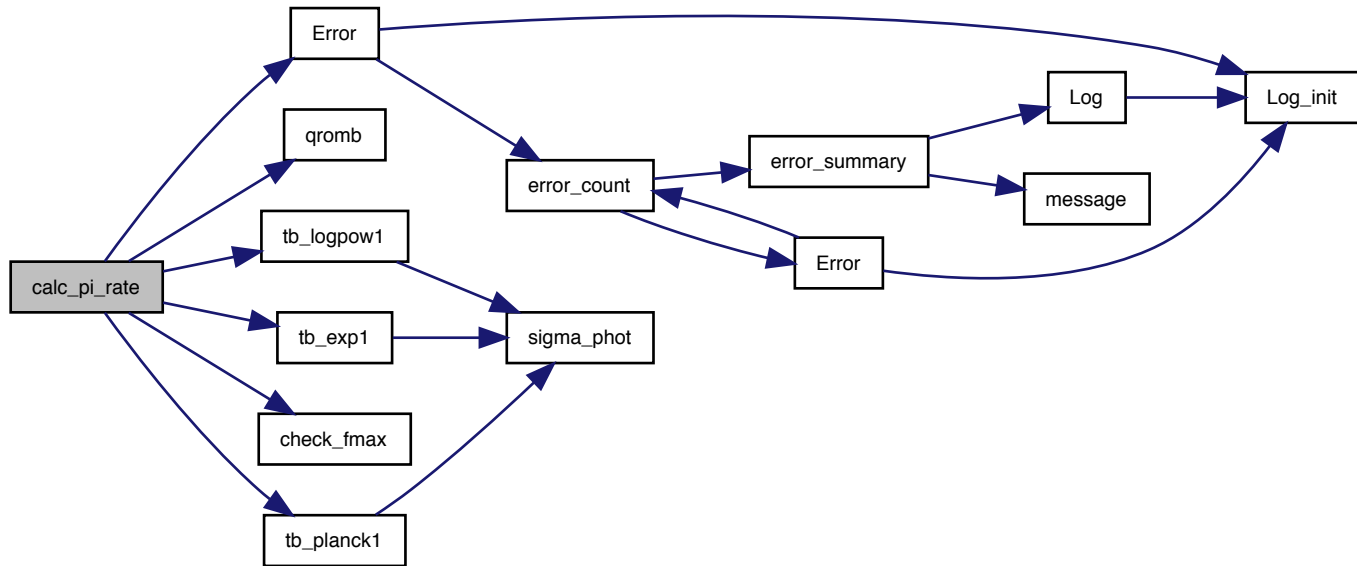 Error
Log
Log_init
qromb
error_summary
error_count
message
tb_logpow1
Error
calc_pi_rate
tb_exp1
sigma_phot
check_fmax
tb_planck1